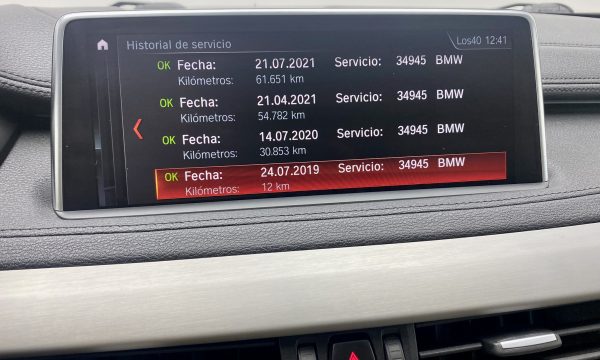 Historial de servicio Los40 12:41
OK Fecha: 21.07.2021 Servicio: 34945 BMW
Kilómetros: 61.651 km
OK Fecha: 21.04.2021 Servicio: 34945 BMW
Kilómetros: 54.782 km
OK Fecha: 14.07.2020 Servicio: 34945 BMW
Kilómetros: 30.853 km
OK Fecha: 24.07.2019 Servicio: 34945 BMW
Kilómetros: 12 km